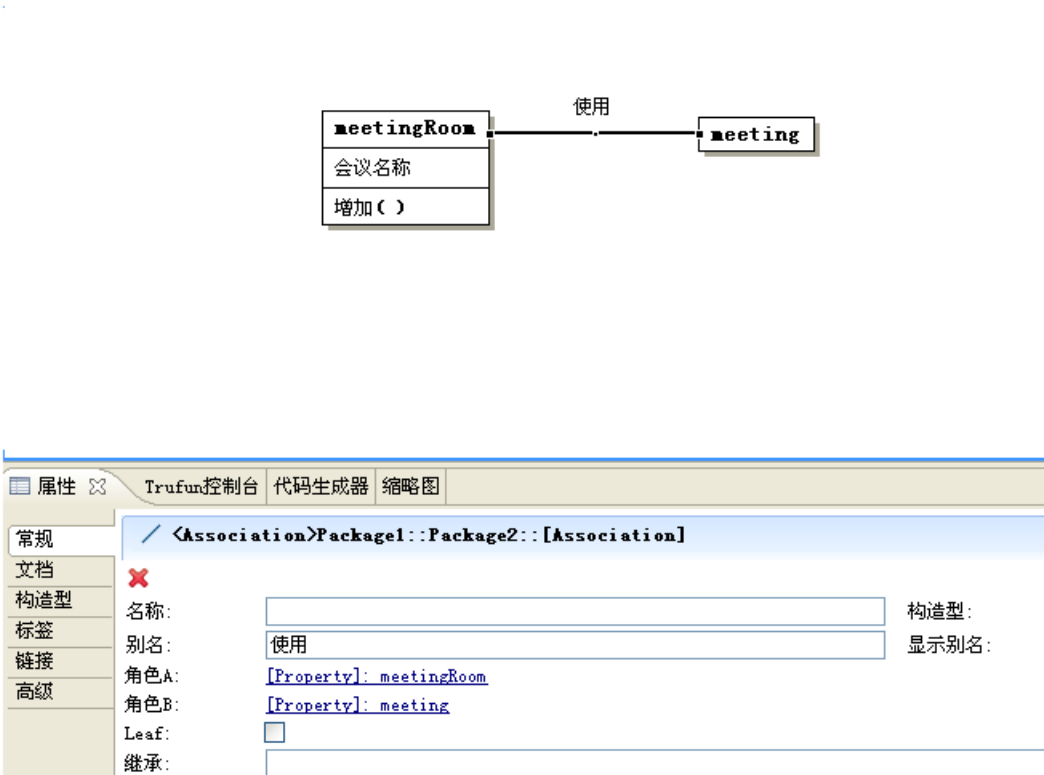 使用
meetingRoom
meeting
会议名称
增加( )
属性
Trufun控制台
代码生成器
缩略图
常规
<Association>Package1::Package2::[Association]
文档
构造型
名称:
构造型:
标签
别名:
使用
显示别名:
链接
角色A:
[Property]: meetingRoom
高级
角色B:
[Property]: meeting
Leaf:
继承: